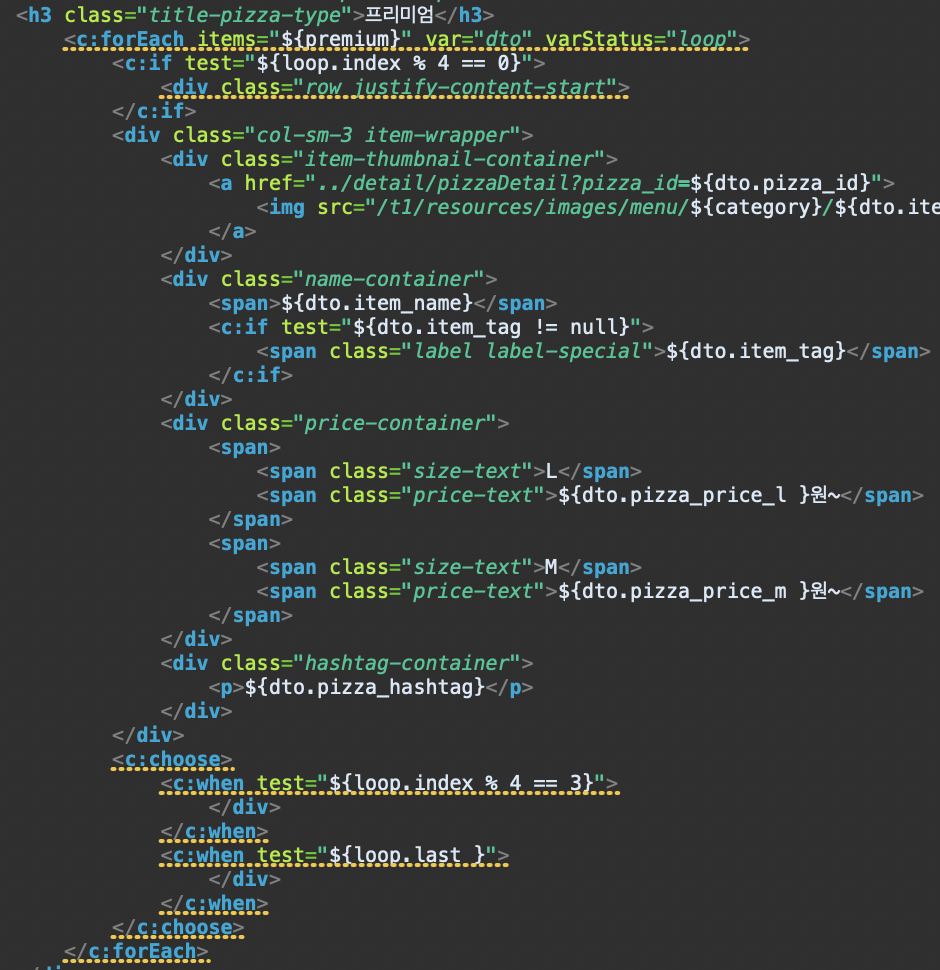 <h3 class="title-pizza-type">프리미엄</h3>
<c:forEach items="${premium}" var="dto" varStatus="loop">
<c:if test="${loop.index % 4 == 0}">
<div class="row justify-content-start">
</c:if>
<div class="col-sm-3 item-wrapper">
<div class="item-thumbnail-container">
<a href="../detail/pizzaDetail?pizza_id=${dto.pizza_id}">
<img src="/t1/resources/images/menu/${category}/${dto.ite
</a>
</div>
<div class="name-container">
<span>${dto.item_name}</span>
<c:if test="${dto.item_tag != null}">
<span class="label label-special">${dto.item_tag}</span>
</c:if>
</div>
<div class="price-container">
<span>
<span class="size-text">L</span>
<span class="price-text">${dto.pizza_price_l }원~</span>
</span>
<span>
<span class="size-text">M</span>
<span class="price-text">${dto.pizza_price_m }원~</span>
</span>
</div>
<div class="hashtag-container">
<p>${dto.pizza_hashtag}</p>
</div>
</div>
<c:choose>
<c:when test="${loop.index % 4 == 3}">
</div>
</c:when>
<c:when test="${loop.last }">
</div>
</c:when>
</c:choose>
</c:forEach>